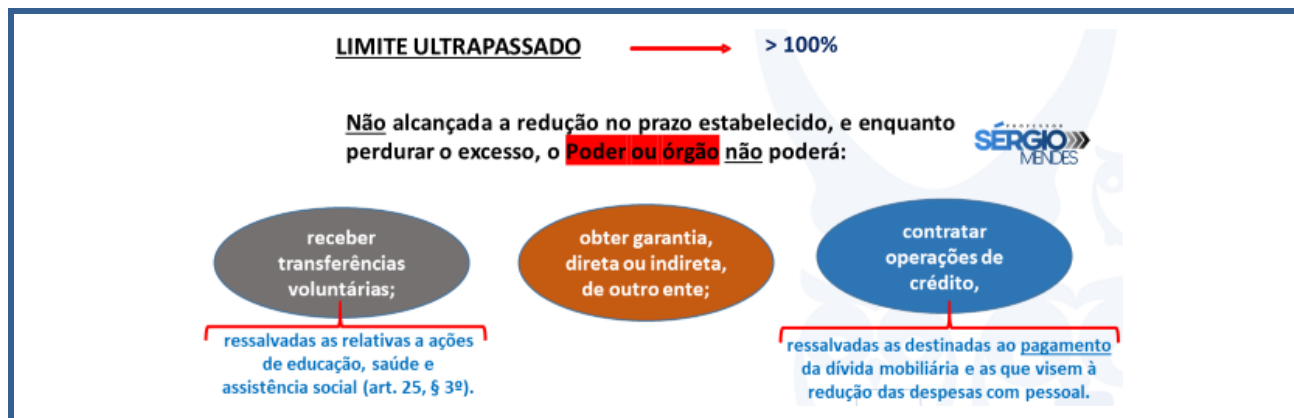 LIMITE ULTRAPASSADO > 100%
Não alcançada a redução no prazo estabelecido, e enquanto
perdurar o excesso, o Poder ou órgão não poderá:
PROFESSOR
SÉRGIO
MENDES
receber
transferências
voluntárias;
ressalvadas as relativas a ações
de educação, saúde e
assistência social (art. 25, § 3º).
obter garantia,
direta ou indireta,
de outro ente;
contratar
operações de
crédito,
ressalvadas as destinadas ao pagamento
da dívida mobiliária e as que visem à
redução das despesas com pessoal.